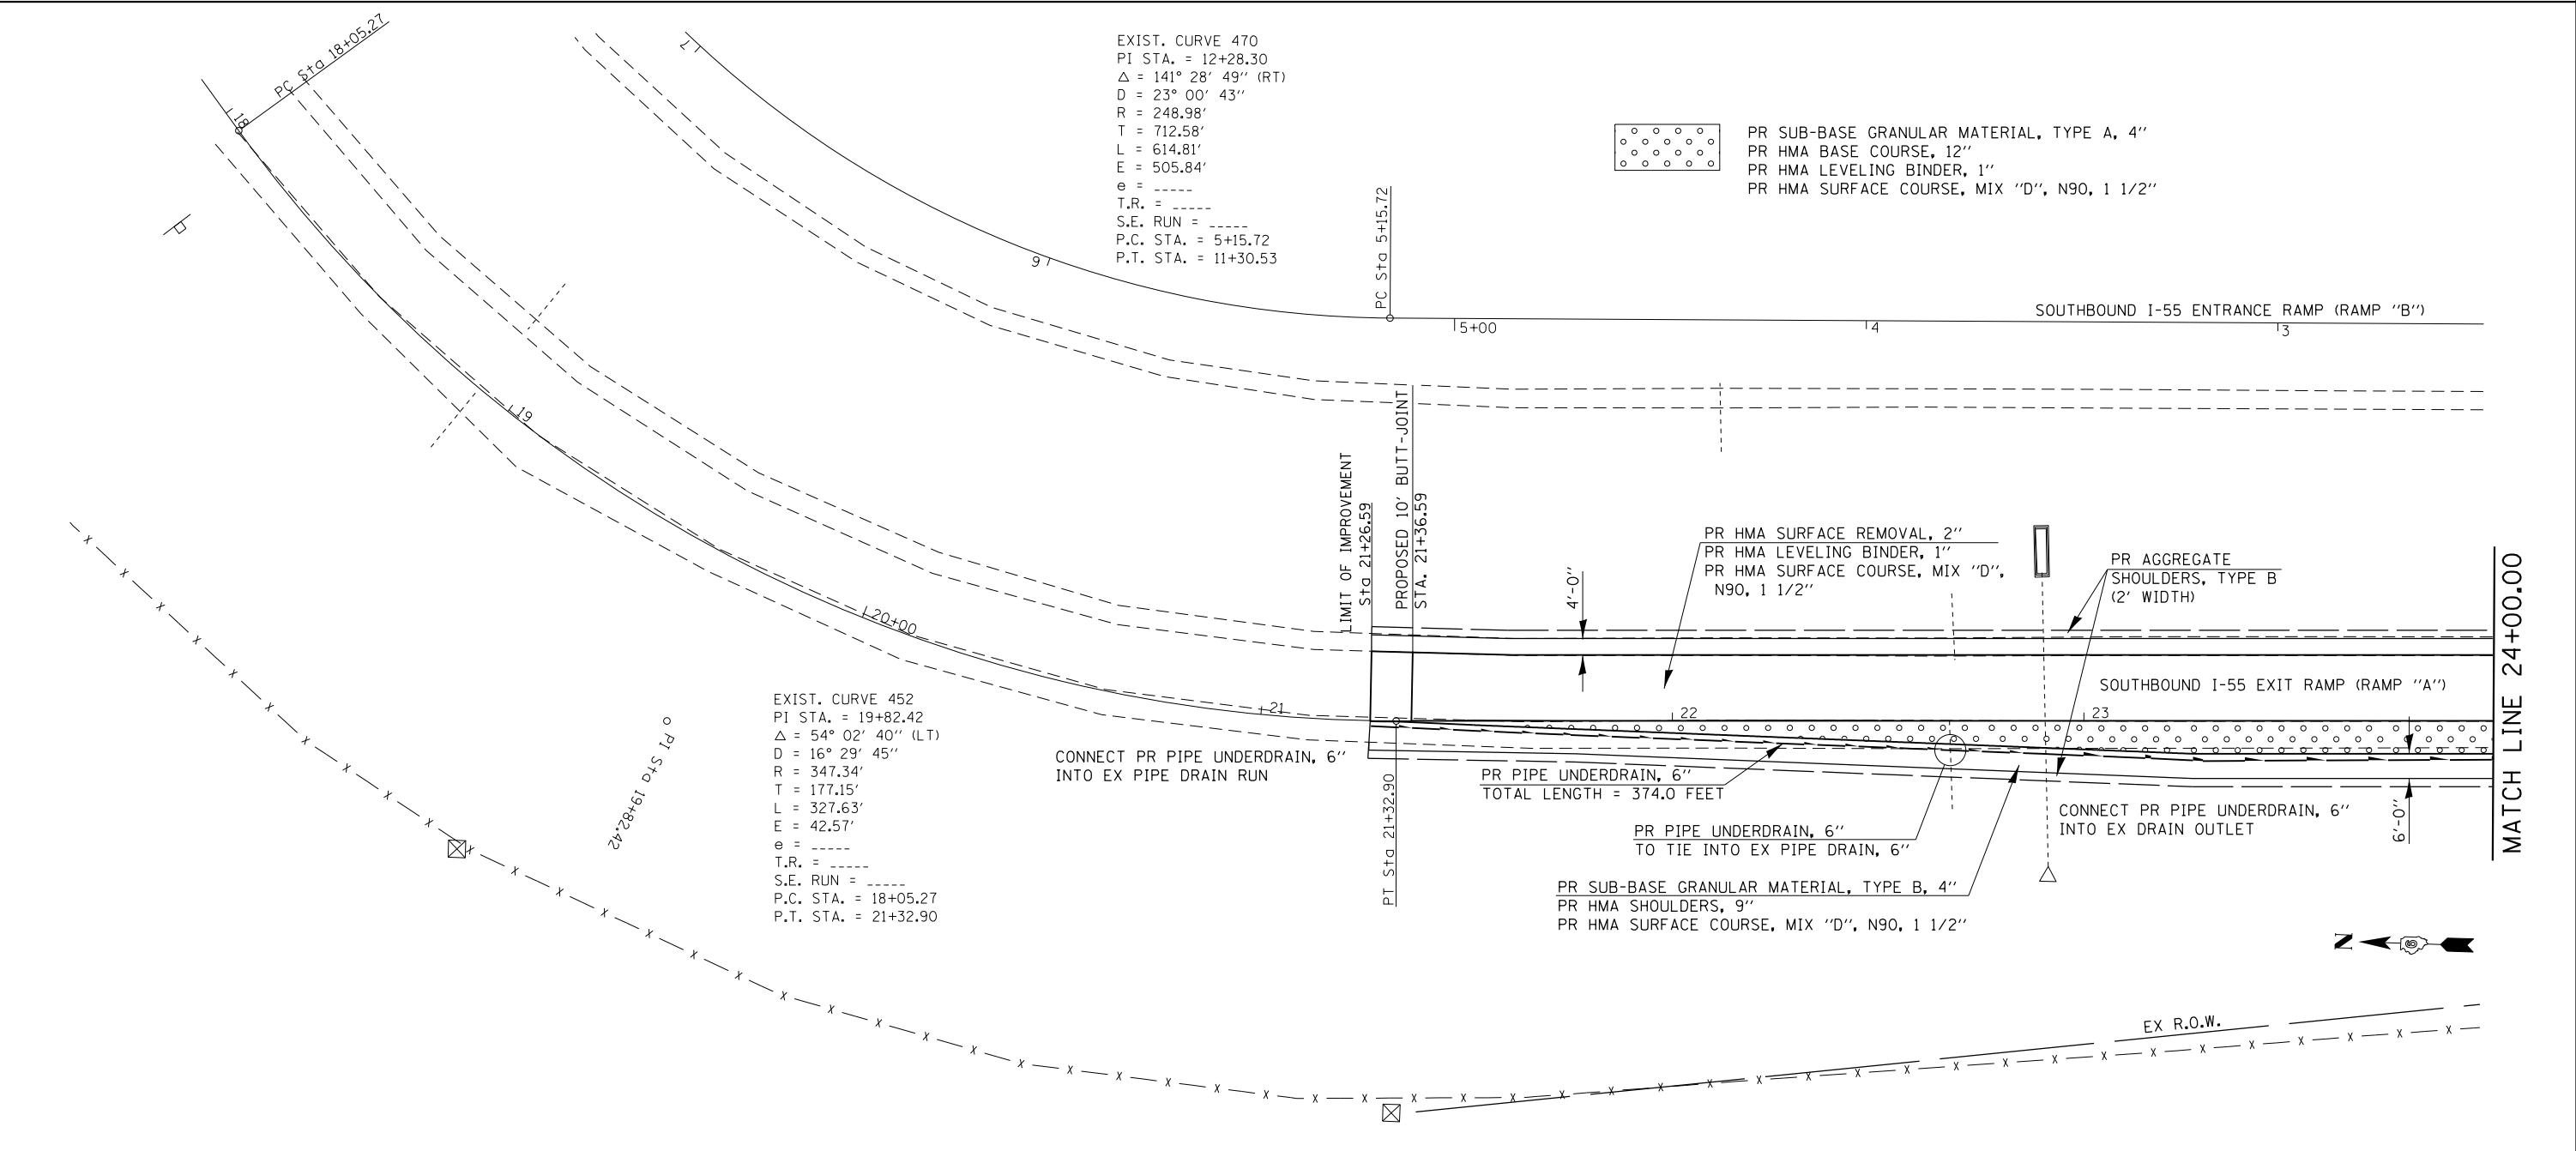 PC Sta 18+05.27
18
P
7
EXIST. CURVE 470
PI STA. = 12+28.30
Δ = 141° 28' 49" (RT)
D = 23° 00' 43"
R = 248.98'
T = 712.58'
L = 614.81'
E = 505.84'
e = _____
T.R. = _____
S.E. RUN = _____
P.C. STA. = 5+15.72
P.T. STA. = 11+30.53
PR SUB-BASE GRANULAR MATERIAL, TYPE A, 4"
PR HMA BASE COURSE, 12"
PR HMA LEVELING BINDER, 1"
PR HMA SURFACE COURSE, MIX "D", N90, 1 1/2"
6
PC Sta 5+15.72
5+00
4
3
SOUTHBOUND I-55 ENTRANCE RAMP (RAMP "B")
19
20+00
21
22
23
LIMIT OF IMPROVEMENT
Sta 21+26.59
PROPOSED 10' BUTT-JOINT
STA. 21+36.59
PR HMA SURFACE REMOVAL, 2"
PR HMA LEVELING BINDER, 1"
PR HMA SURFACE COURSE, MIX "D",
N90, 1 1/2"
4'-0"
PR AGGREGATE
SHOULDERS, TYPE B
(2' WIDTH)
SOUTHBOUND I-55 EXIT RAMP (RAMP "A")
MATCH LINE 24+00.00
PI Sta 19+82.42
EXIST. CURVE 452
PI STA. = 19+82.42
Δ = 54° 02' 40" (LT)
D = 16° 29' 45"
R = 347.34'
T = 177.15'
L = 327.63'
E = 42.57'
e = _____
T.R. = _____
S.E. RUN = _____
P.C. STA. = 18+05.27
P.T. STA. = 21+32.90
CONNECT PR PIPE UNDERDRAIN, 6"
INTO EX PIPE DRAIN RUN
PT Sta 21+32.90
PR PIPE UNDERDRAIN, 6"
TOTAL LENGTH = 374.0 FEET
PR PIPE UNDERDRAIN, 6"
TO TIE INTO EX PIPE DRAIN, 6"
CONNECT PR PIPE UNDERDRAIN, 6"
INTO EX DRAIN OUTLET
6'-0"
PR SUB-BASE GRANULAR MATERIAL, TYPE B, 4"
PR HMA SHOULDERS, 9"
PR HMA SURFACE COURSE, MIX "D", N90, 1 1/2"
N
EX R.O.W.